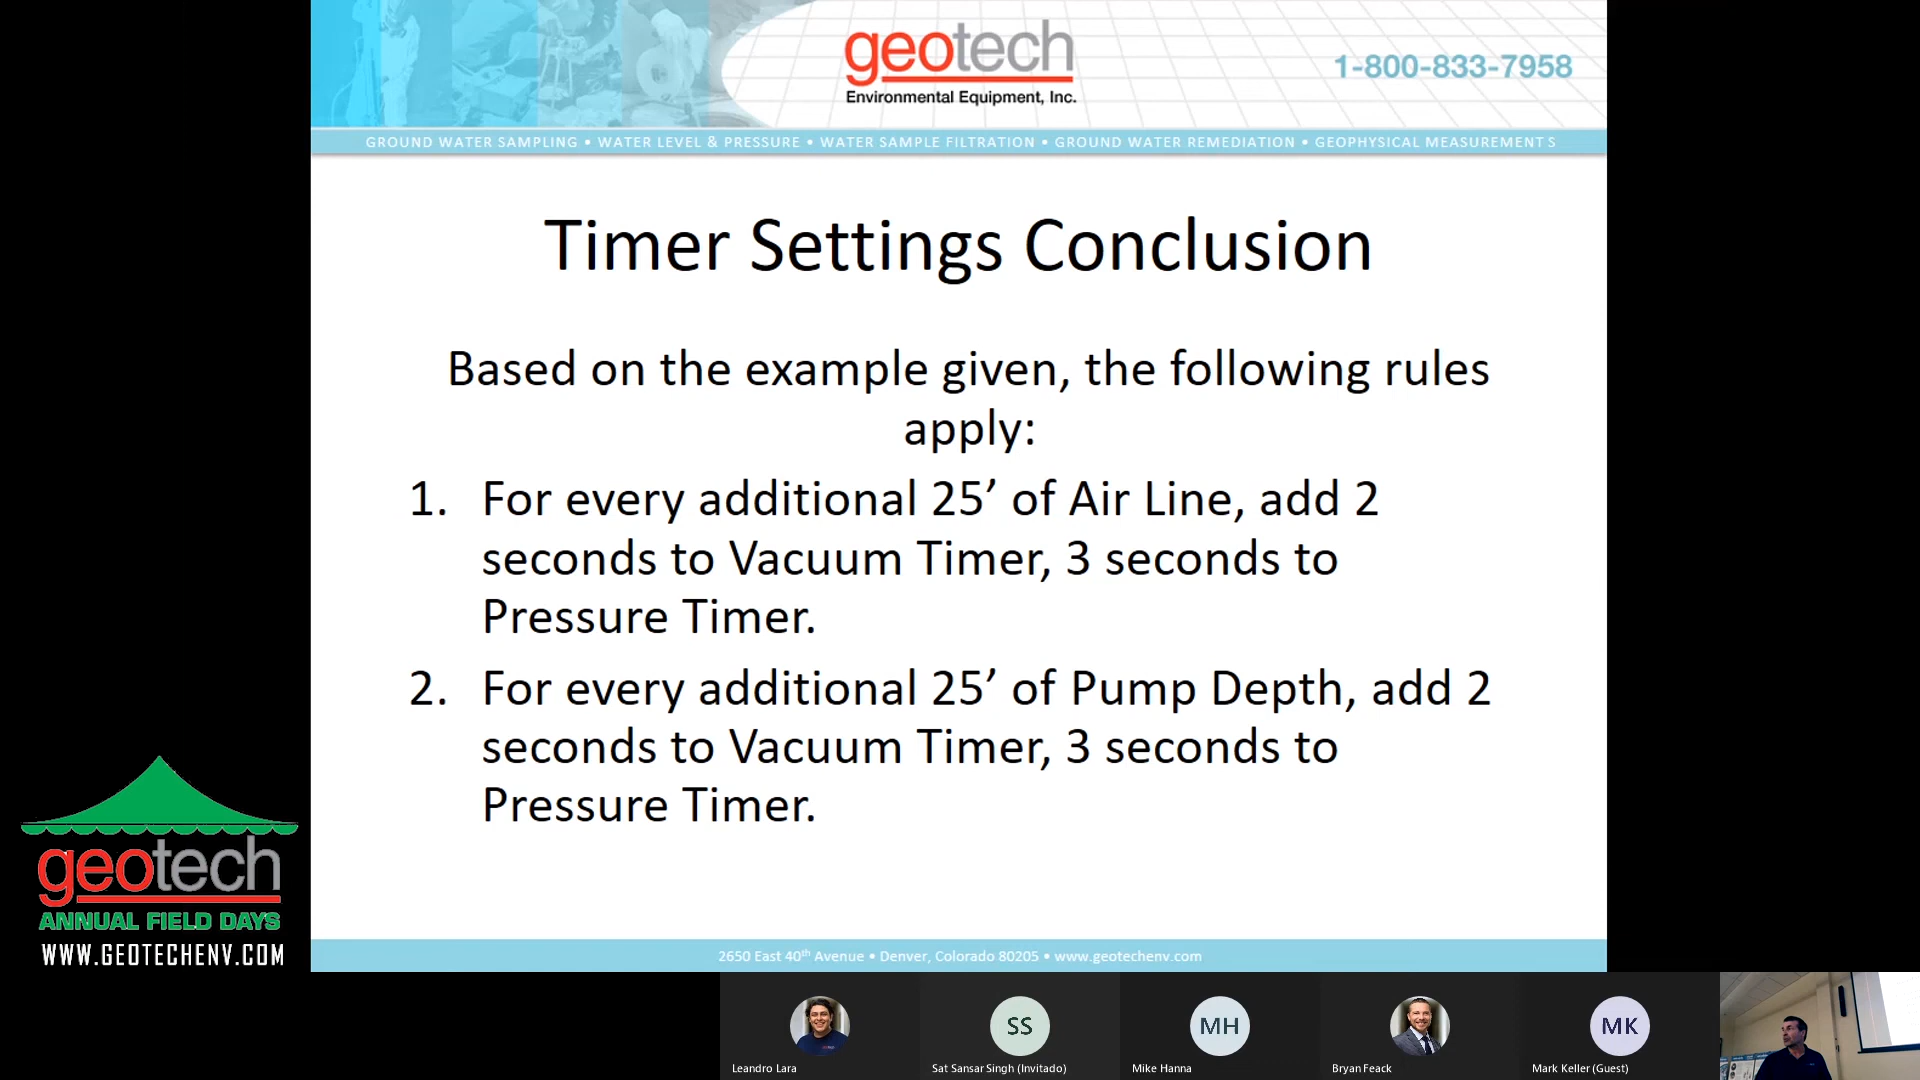 geotech
Environmental Equipment, Inc.
1-800-833-7958
GROUND WATER SAMPLING • WATER LEVEL & PRESSURE • WATER SAMPLE FILTRATION • GROUND WATER REMEDIATION • GEOPHYSICAL MEASUREMENTS
Timer Settings Conclusion
Based on the example given, the following rules
apply:
1. For every additional 25’ of Air Line, add 2
seconds to Vacuum Timer, 3 seconds to
Pressure Timer.
2. For every additional 25’ of Pump Depth, add 2
seconds to Vacuum Timer, 3 seconds to
Pressure Timer.
geotech
ANNUAL FIELD DAYS
WWW.GEOTECHENV.COM
2650 East 40th Avenue • Denver, Colorado 80205 • www.geotechenv.com
SS
MH
MK
Leandro Lara
Sat Sansar Singh (Invitado)
Mike Hanna
Bryan Feack
Mark Keller (Guest)